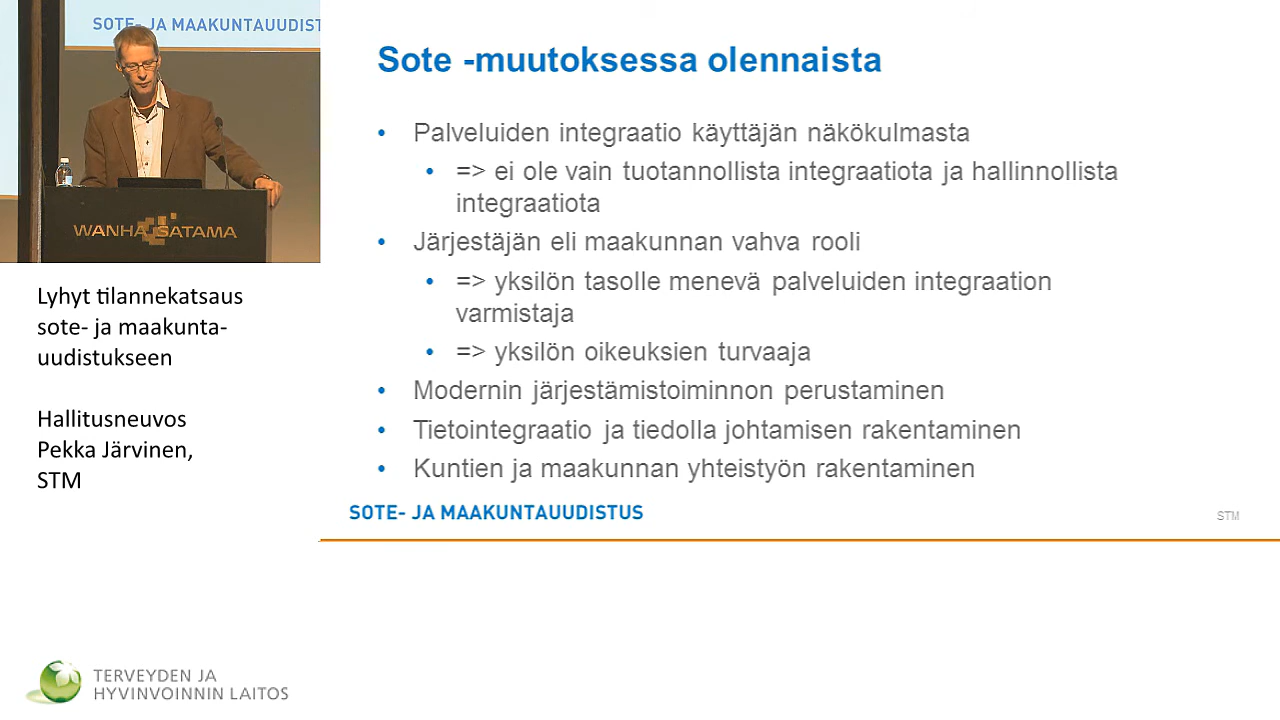 SOTE- JA MAAKUNTAUUDIST
WANHA SATAMA
Lyhyt tilannekatsaus
sote- ja maakunta-
uudistukseen
Hallitusneuvos
Pekka Järvinen,
STM
Sote -muutoksessa olennaista
• Palveluiden integraatio käyttäjän näkökulmasta
• => ei ole vain tuotannollista integraatiota ja hallinnollista
integraatiota
• Järjestäjän eli maakunnan vahva rooli
• => yksilön tasolle menevä palveluiden integraation
varmistaja
• => yksilön oikeuksien turvaaja
• Modernin järjestämistoiminnon perustaminen
• Tietointegraatio ja tiedolla johtamisen rakentaminen
• Kuntien ja maakunnan yhteistyön rakentaminen
SOTE- JA MAAKUNTAUUDISTUS
STM
TERVEYDEN JA
HYVINVOINNIN LAITOS